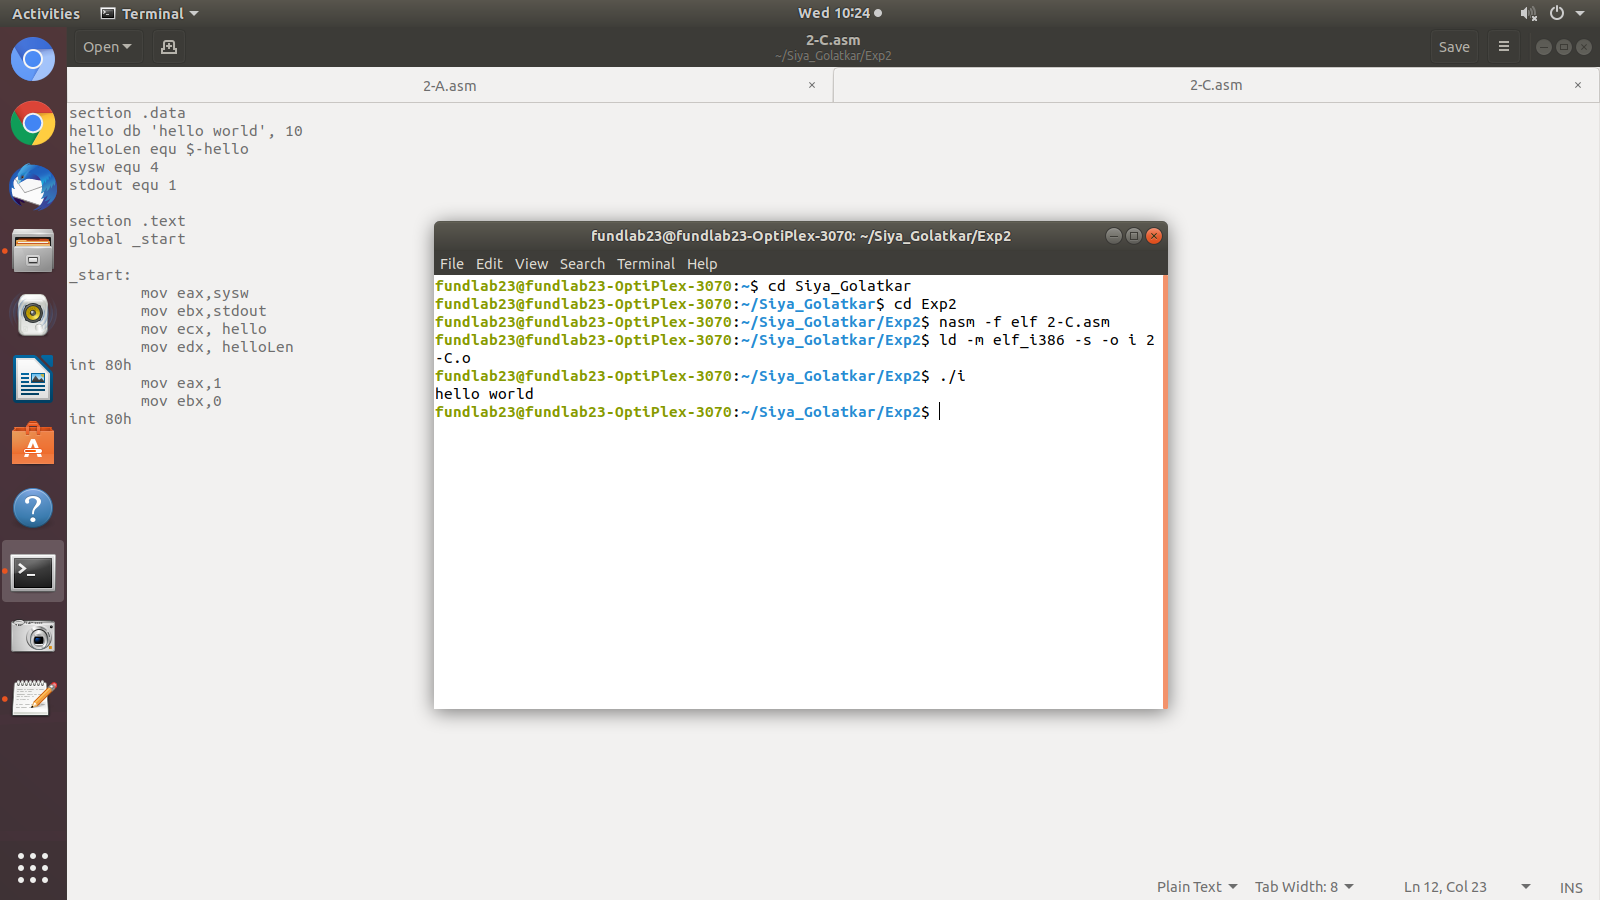 Activities Terminal Wed 10:24
Open 2-C.asm Save
~/Siya_Golatkar/Exp2
2-A.asm × 2-C.asm ×
section .data
hello db 'hello world', 10
helloLen equ $-hello
sysw equ 4
stdout equ 1
section .text
global _start
_start:
mov eax,sysw
mov ebx,stdout
mov ecx, hello
mov edx, helloLen
int 80h
mov eax,1
mov ebx,0
int 80h
fundlab23@fundlab23-OptiPlex-3070: ~/Siya_Golatkar/Exp2
File Edit View Search Terminal Help
fundlab23@fundlab23-OptiPlex-3070:~$ cd Siya_Golatkar
fundlab23@fundlab23-OptiPlex-3070:~/Siya_Golatkar$ cd Exp2
fundlab23@fundlab23-OptiPlex-3070:~/Siya_Golatkar/Exp2$ nasm -f elf 2-C.asm
fundlab23@fundlab23-OptiPlex-3070:~/Siya_Golatkar/Exp2$ ld -m elf_i386 -s -o i 2
-C.o
fundlab23@fundlab23-OptiPlex-3070:~/Siya_Golatkar/Exp2$ ./i
hello world
fundlab23@fundlab23-OptiPlex-3070:~/Siya_Golatkar/Exp2$
Plain Text Tab Width: 8 Ln 12, Col 23 INS